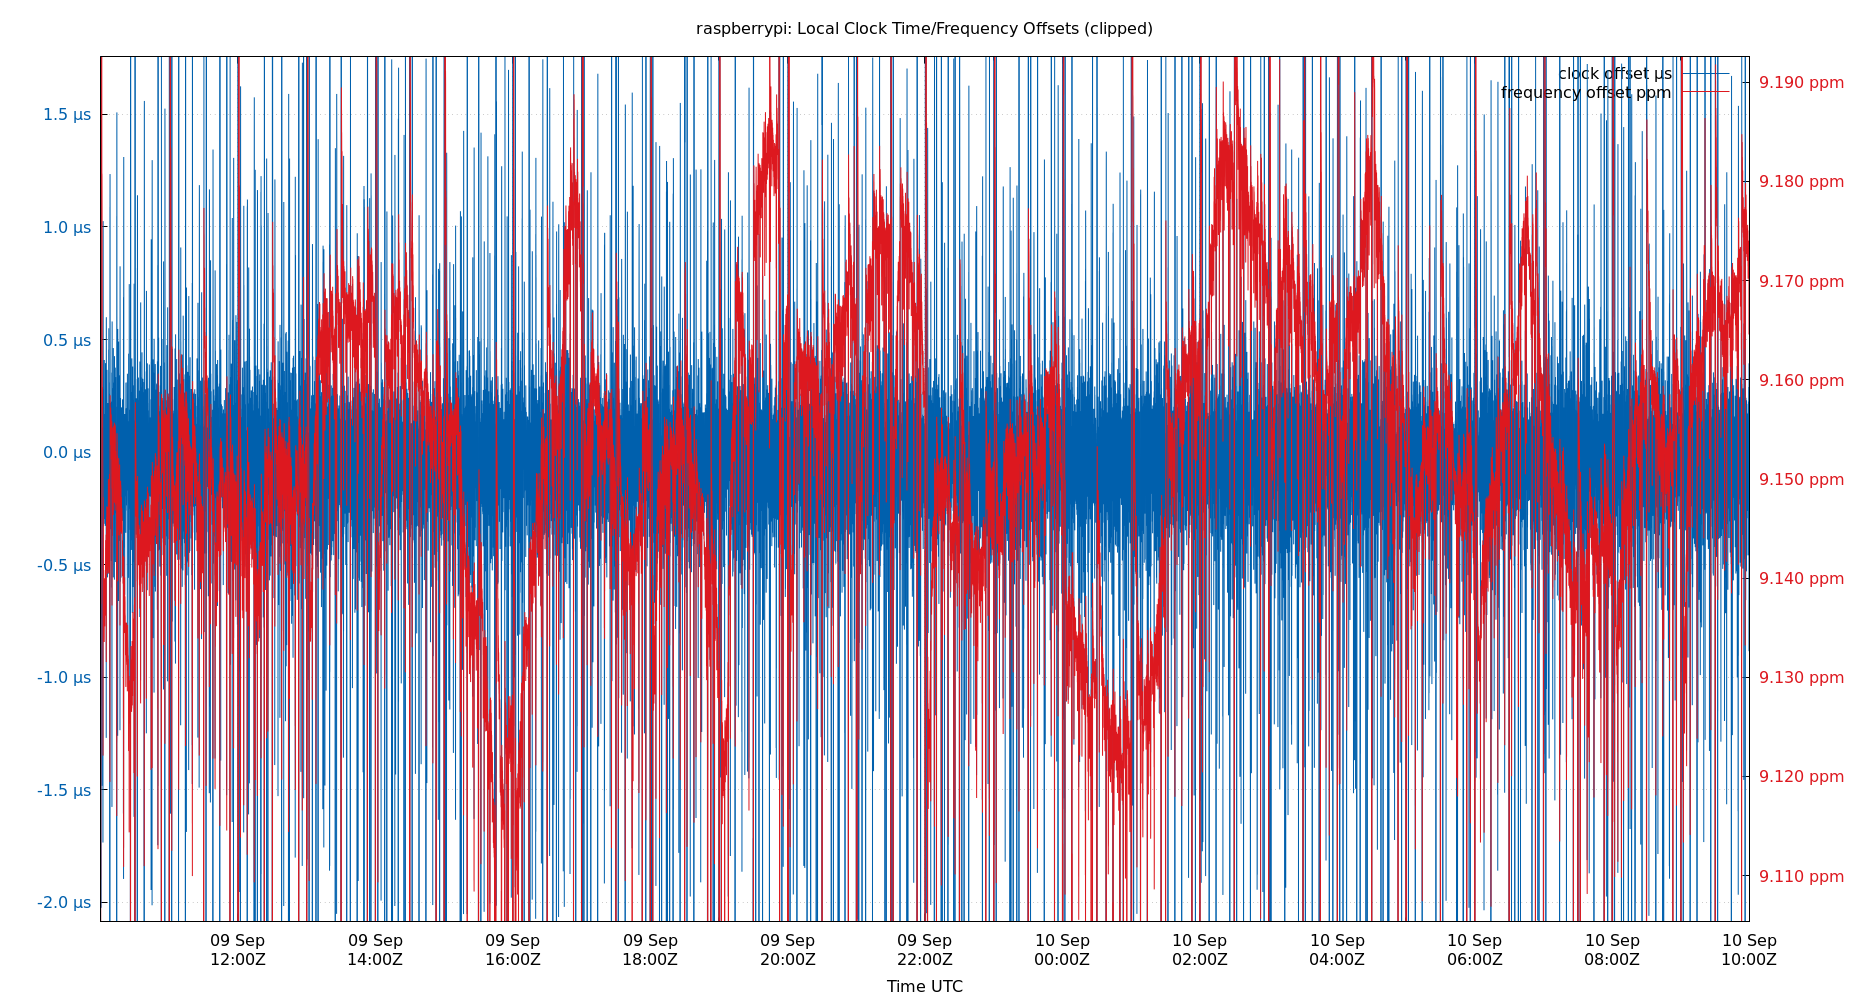 raspberrypi: Local Clock Time/Frequency Offsets (clipped)
clock offset µs
frequency offset ppm
1.5 µs
1.0 µs
0.5 µs
0.0 µs
-0.5 µs
-1.0 µs
-1.5 µs
-2.0 µs
9.190 ppm
9.180 ppm
9.170 ppm
9.160 ppm
9.150 ppm
9.140 ppm
9.130 ppm
9.120 ppm
9.110 ppm
09 Sep 09 Sep 09 Sep 09 Sep 09 Sep 09 Sep 10 Sep 10 Sep 10 Sep 10 Sep 10 Sep 10 Sep
12:00Z 14:00Z 16:00Z 18:00Z 20:00Z 22:00Z 00:00Z 02:00Z 04:00Z 06:00Z 08:00Z 10:00Z
Time UTC